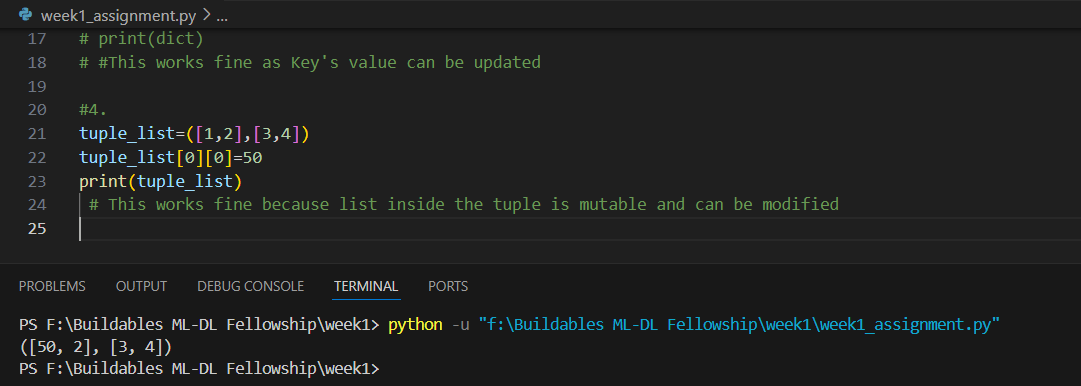 week1_assignment.py > ...
17 # print(dict)
18 # #This works fine as Key's value can be updated
19
20 #4.
21 tuple_list=([1,2],[3,4])
22 tuple_list[0][0]=50
23 print(tuple_list)
24 # This works fine because list inside the tuple is mutable and can be modified
25
PROBLEMS OUTPUT DEBUG CONSOLE TERMINAL PORTS
PS F:\Buildables ML-DL Fellowship\week1> python -u "f:\Buildables ML-DL Fellowship\week1\week1_assignment.py"
([50, 2], [3, 4])
PS F:\Buildables ML-DL Fellowship\week1>